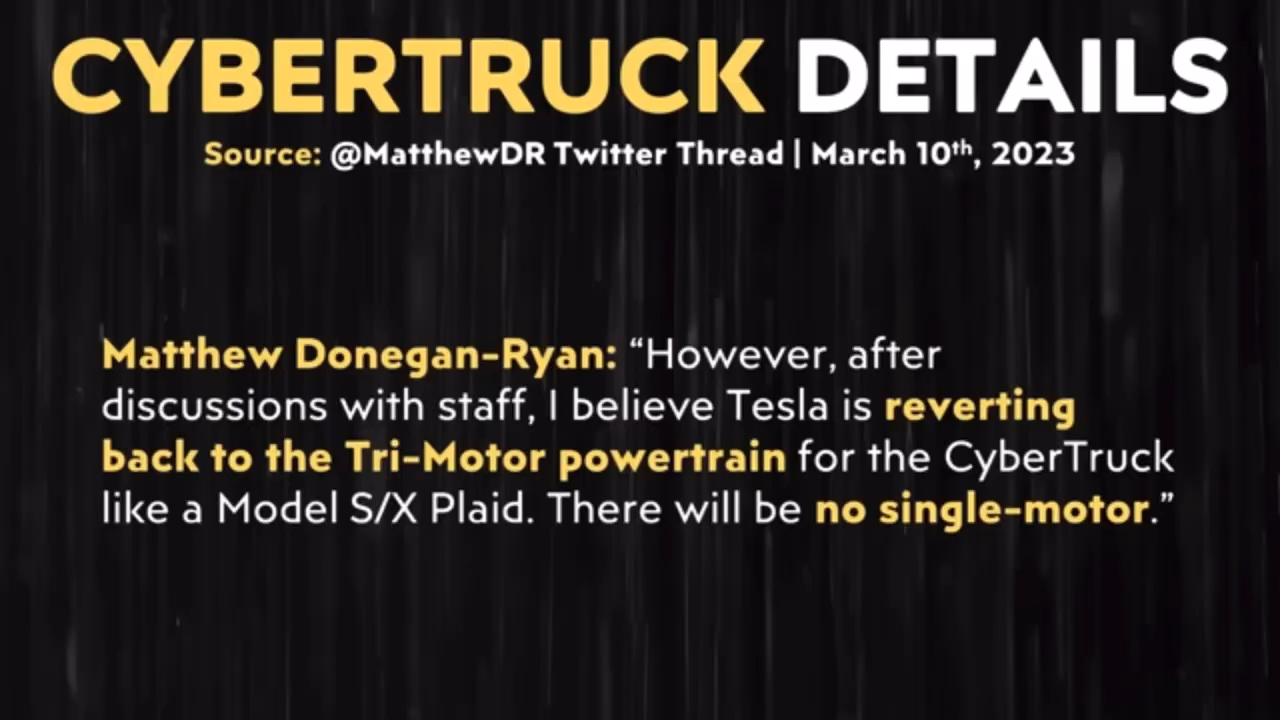 CYBERTRUCK DETAILS
Source: @MatthewDR Twitter Thread | March 10th, 2023
Matthew Donegan-Ryan: “However, after
discussions with staff, I believe Tesla is reverting
back to the Tri-Motor powertrain for the CyberTruck
like a Model S/X Plaid. There will be no single-motor.”